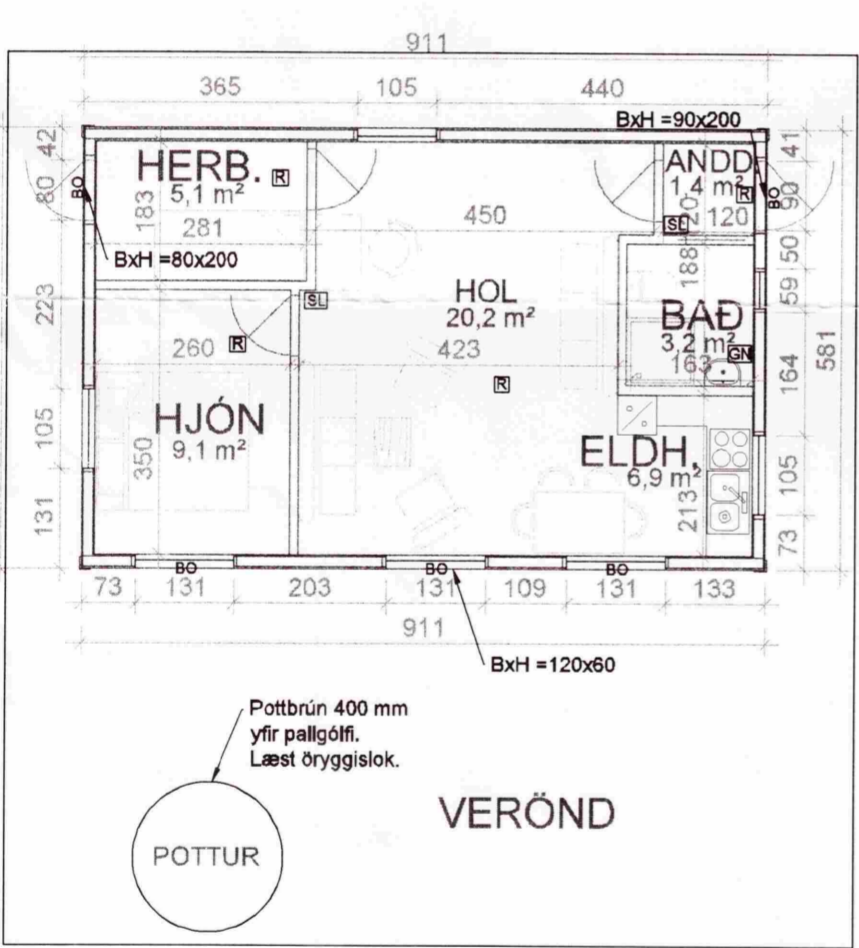 911
365 105 440
BxH =90x200
42 80 223 105 131
41 90 50 59 164 105 73
581
HERB. R
5,1 m²
183
281
BO
BxH =80x200
450
ANDD
1,4 m² R
120
SL
BO
188
HOL
20,2 m²
SL
R
260
423
BAÐ
3,2 m²
GN
163
R
HJÓN
9,1 m²
350
ELDH.
6,9 m²
213
BO BO BO
73 131 203 131 109 131 133
911
BxH =120x60
Pottbrún 400 mm
yfir pallgólfi.
Læst öryggislok.
VERÖND
POTTUR